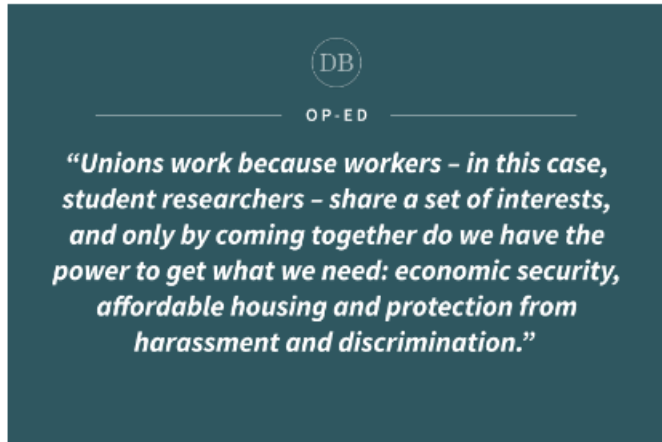 DB
OP-ED
“Unions work because workers – in this case,
student researchers – share a set of interests,
and only by coming together do we have the
power to get what we need: economic security,
affordable housing and protection from
harassment and discrimination.”